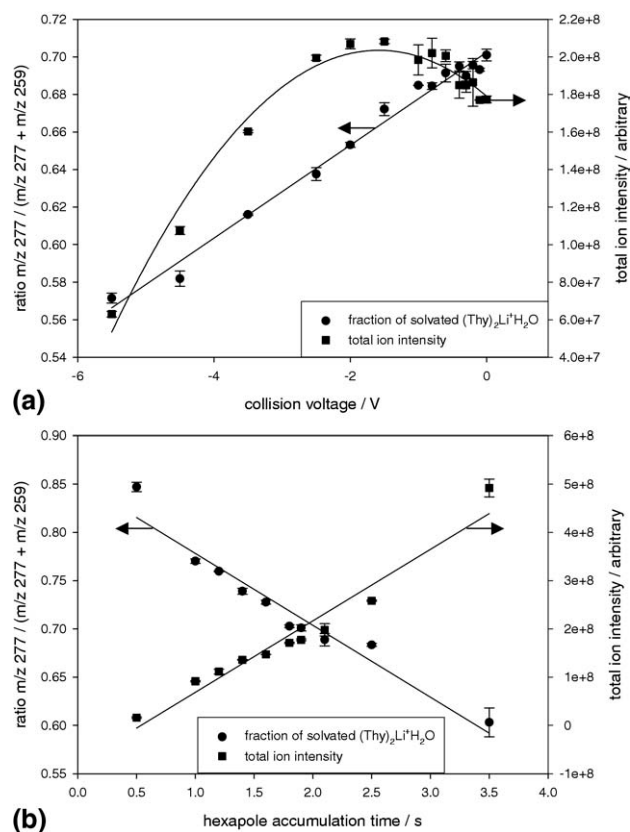 0.72
0.70
0.68
0.66
0.64
0.62
0.60
0.58
0.56
0.54
ratio m/z 277 / (m/z 277 + m/z 259)
2.2e+8
2.0e+8
1.8e+8
1.6e+8
1.4e+8
1.2e+8
1.0e+8
8.0e+7
6.0e+7
4.0e+7
total ion intensity / arbitrary
fraction of solvated (Thy)₂Li⁺H₂O
total ion intensity
-6
-4
-2
0
collision voltage / V
(a)
0.90
0.85
0.80
0.75
0.70
0.65
0.60
0.55
ratio m/z 277 / (m/z 277 + m/z 259)
6e+8
5e+8
4e+8
3e+8
2e+8
1e+8
0
-1e+8
total ion intensity / arbitrary
fraction of solvated (Thy)₂Li⁺H₂O
total ion intensity
0.0
0.5
1.0
1.5
2.0
2.5
3.0
3.5
4.0
hexapole accumulation time / s
(b)